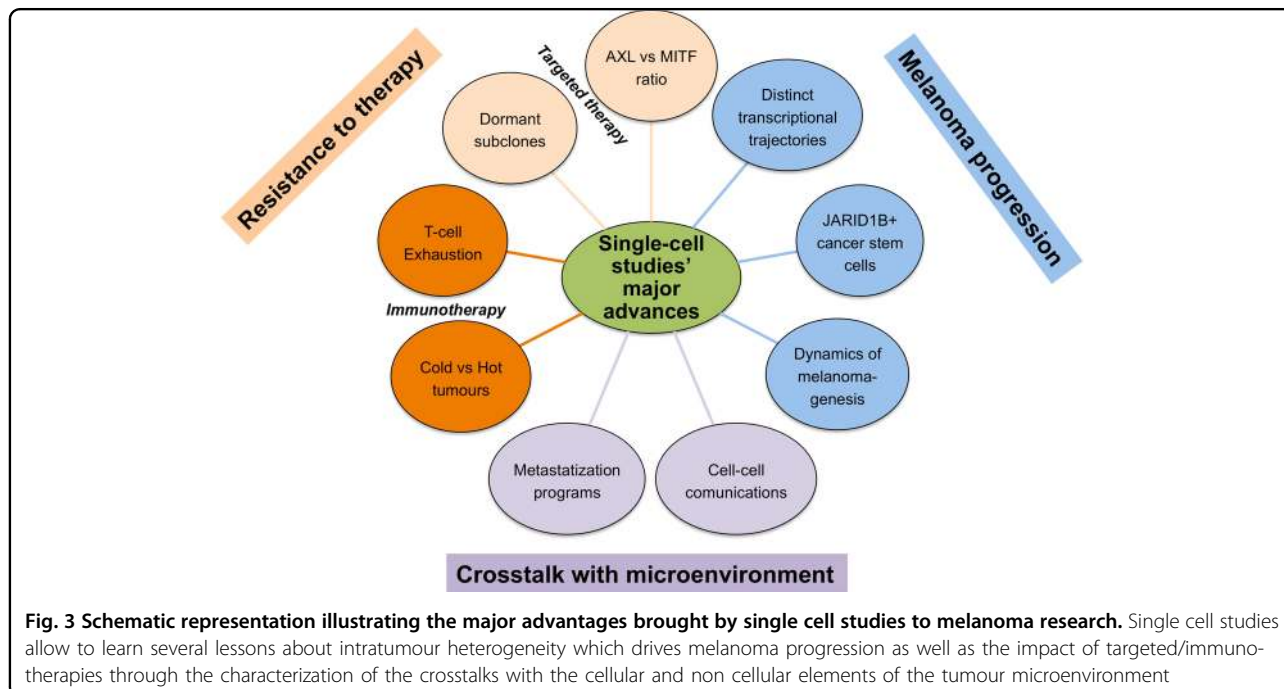 Resistance to therapy
Targeted therapy
AXL vs MITF
ratio
Melanoma progression
Dormant
subclones
Distinct
transcriptional
trajectories
T-cell
Exhaustion
Single-cell
studies'
major
advances
JARID1B+
cancer stem
cells
Immunotherapy
Cold vs Hot
tumours
Dynamics of
melanoma-
genesis
Metastatization
programs
Cell-cell
comunications
Crosstalk with microenvironment
Fig. 3 Schematic representation illustrating the major advantages brought by single cell studies to melanoma research. Single cell studies
allow to learn several lessons about intratumour heterogeneity which drives melanoma progression as well as the impact of targeted/immuno-
therapies through the characterization of the crosstalks with the cellular and non cellular elements of the tumour microenvironment